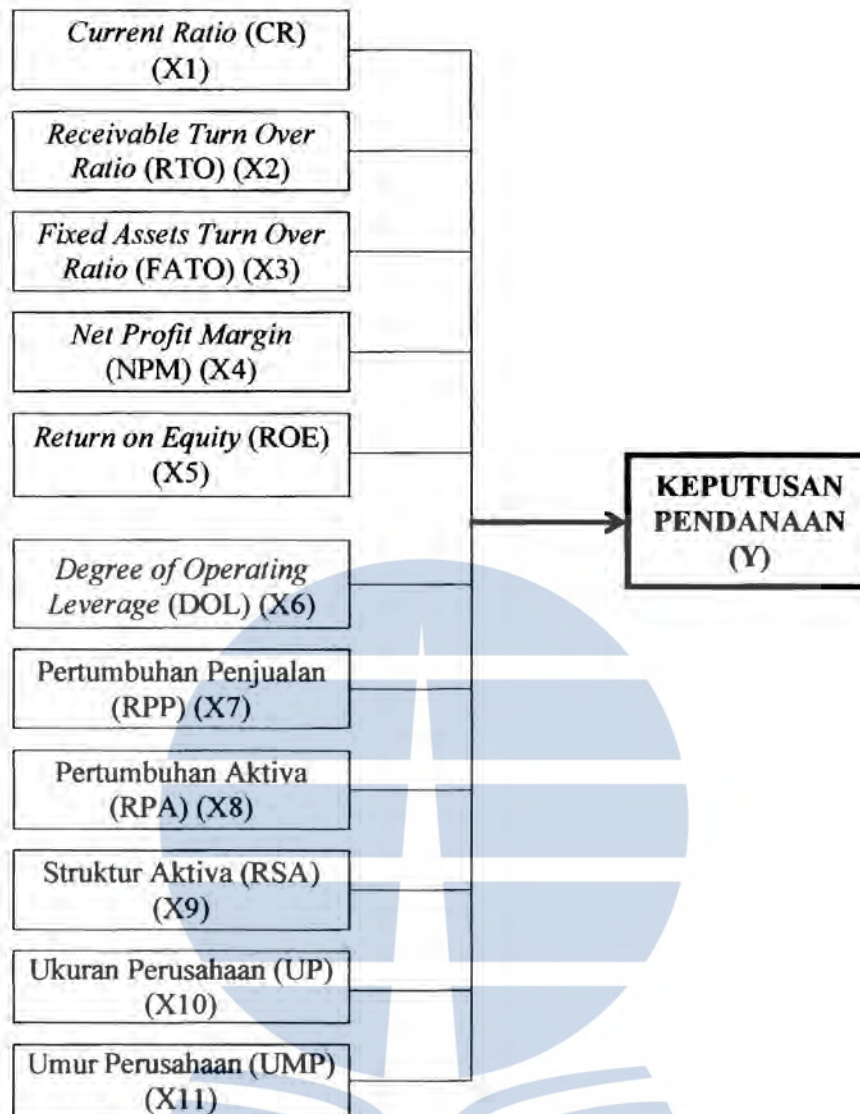 Current Ratio (CR)
(X1)
Receivable Turn Over
Ratio (RTO) (X2)
Fixed Assets Turn Over
Ratio (FATO) (X3)
Net Profit Margin
(NPM) (X4)
Return on Equity (ROE)
(X5)
Degree of Operating
Leverage (DOL) (X6)
Pertumbuhan Penjualan
(RPP) (X7)
Pertumbuhan Aktiva
(RPA) (X8)
Struktur Aktiva (RSA)
(X9)
Ukuran Perusahaan (UP)
(X10)
Umur Perusahaan (UMP)
(X11)
KEPUTUSAN
PENDANAAN
(Y)